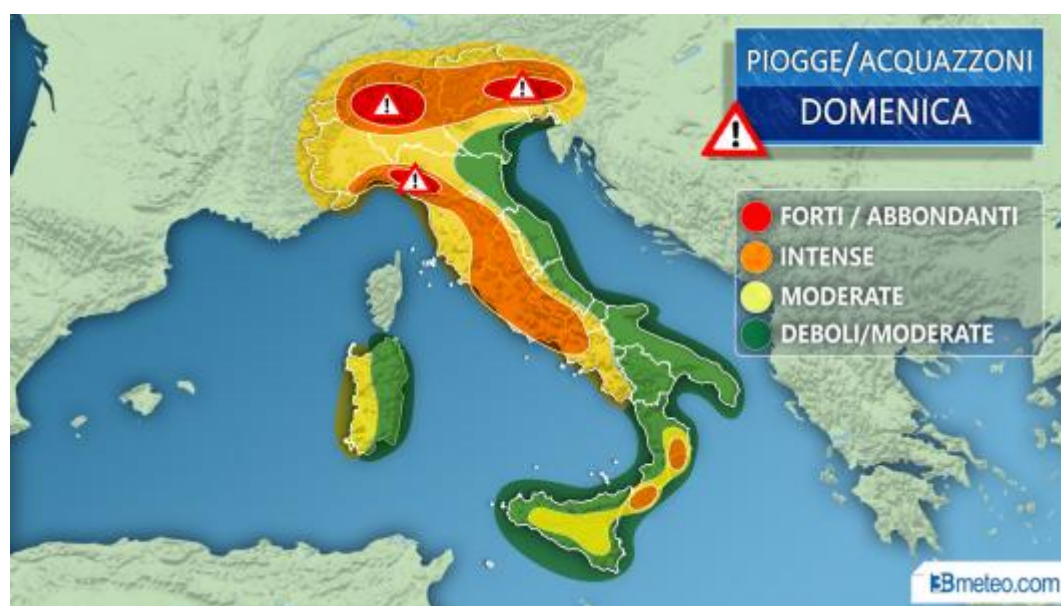 PIOGGE/ACQUAZZONI
DOMENICA
FORTI / ABBONDANTI
INTENSE
MODERATE
DEBOLI/MODERATE
3Bmeteo.com